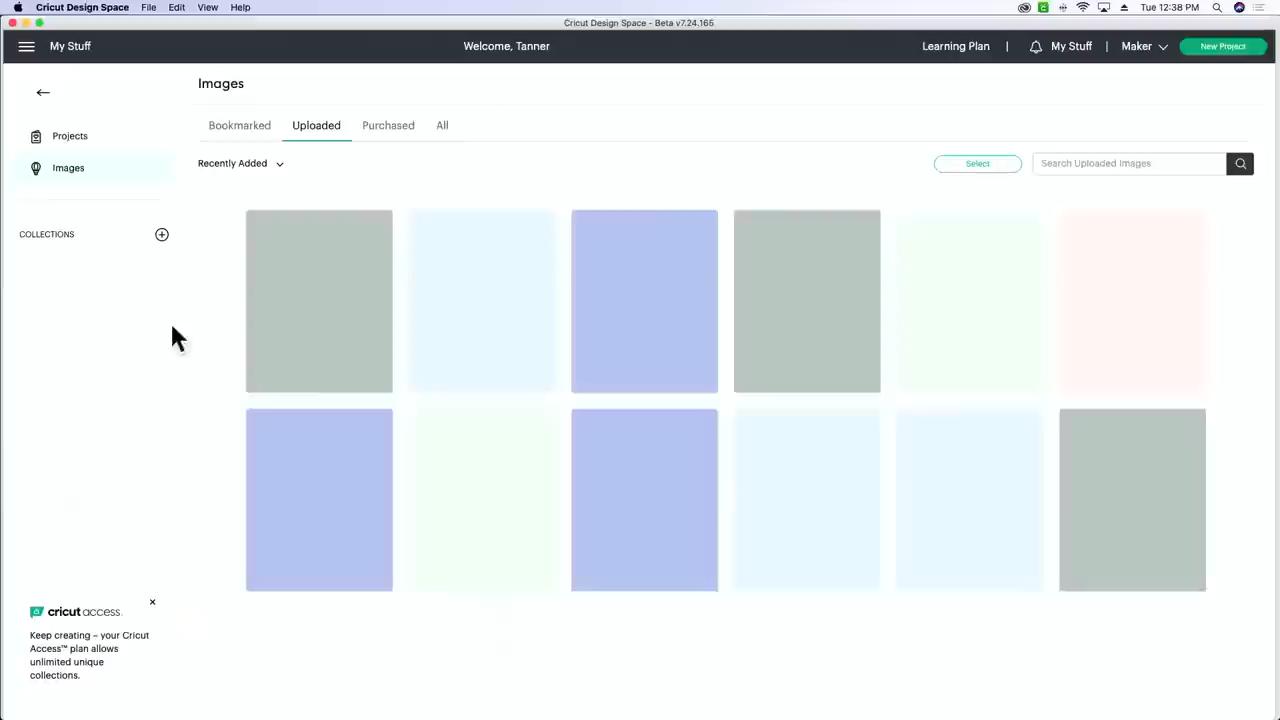 Cricut Design Space File Edit View Help Tue 12:38 PM
Cricut Design Space - Beta v7.24.165
My Stuff Welcome, Tanner Learning Plan | My Stuff | Maker New Project
Images
Projects
Images
COLLECTIONS
Bookmarked Uploaded Purchased All
Recently Added Select Search Uploaded Images
cricut access.
Keep creating – your Cricut
Access™ plan allows
unlimited unique
collections.